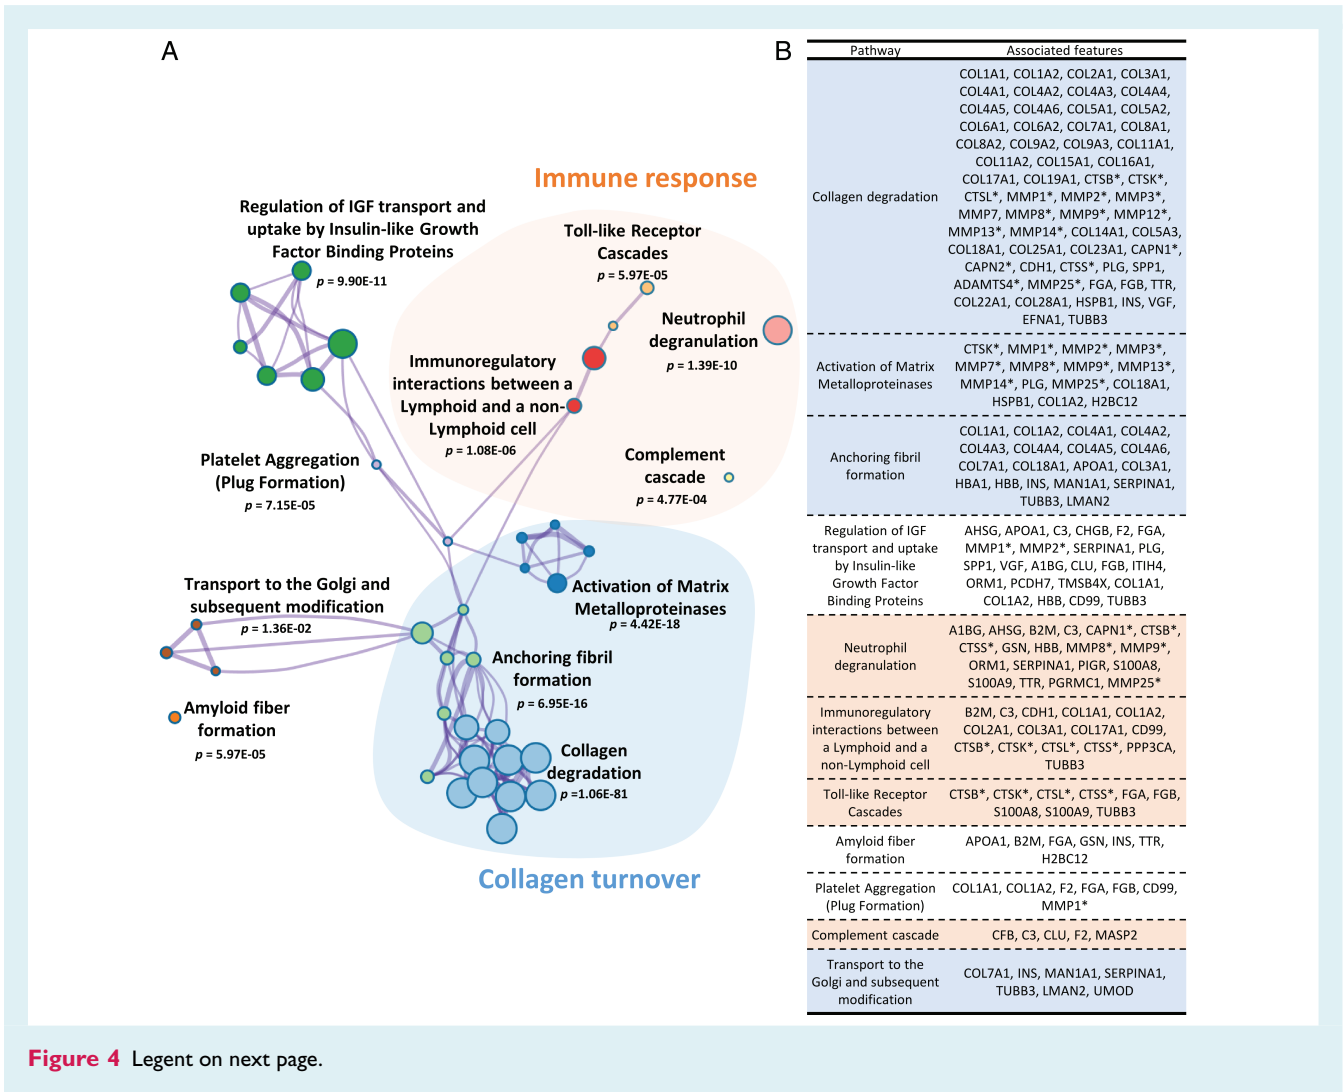 A
Immune response
Regulation of IGF transport and
uptake by Insulin-like Growth
Factor Binding Proteins
p = 9.90E-11
Toll-like Receptor
Cascades
p = 5.97E-05
Neutrophil
degranulation
p = 1.39E-10
Immunoregulatory
interactions between a
Lymphoid and a non-
Lymphoid cell
p = 1.08E-06
Complement
cascade
p = 4.77E-04
Platelet Aggregation
(Plug Formation)
p = 7.15E-05
Activation of Matrix
Metalloproteinases
p = 4.42E-18
Transport to the Golgi and
subsequent modification
p = 1.36E-02
Anchoring fibril
formation
p = 6.95E-16
Amyloid fiber
formation
p = 5.97E-05
Collagen
degradation
p =1.06E-81
Collagen turnover
B
Pathway Associated features
Collagen degradation
COL1A1, COL1A2, COL2A1, COL3A1,
COL4A1, COL4A2, COL4A3, COL4A4,
COL4A5, COL4A6, COL5A1, COL5A2,
COL6A1, COL6A2, COL7A1, COL8A1,
COL8A2, COL9A2, COL9A3, COL11A1,
COL11A2, COL15A1, COL16A1,
COL17A1, COL19A1, CTSB*, CTSK*,
CTSL*, MMP1*, MMP2*, MMP3*,
MMP7, MMP8*, MMP9*, MMP12*,
MMP13*, MMP14*, COL14A1, COL5A3,
COL18A1, COL25A1, COL23A1, CAPN1*,
CAPN2*, CDH1, CTSS*, PLG, SPP1,
ADAMTS4*, MMP25*, FGA, FGB, TTR,
COL22A1, COL28A1, HSPB1, INS, VGF,
EFNA1, TUBB3
Activation of Matrix
Metalloproteinases
CTSK*, MMP1*, MMP2*, MMP3*,
MMP7*, MMP8*, MMP9*, MMP13*,
MMP14*, PLG, MMP25*, COL18A1,
HSPB1, COL1A2, H2BC12
Anchoring fibril
formation
COL1A1, COL1A2, COL4A1, COL4A2,
COL4A3, COL4A4, COL4A5, COL4A6,
COL7A1, COL18A1, APOA1, COL3A1,
HBA1, HBB, INS, MAN1A1, SERPINA1,
TUBB3, LMAN2
Regulation of IGF
transport and uptake
by Insulin-like
Growth Factor
Binding Proteins
AHSG, APOA1, C3, CHGB, F2, FGA,
MMP1*, MMP2*, SERPINA1, PLG,
SPP1, VGF, A1BG, CLU, FGB, ITIH4,
ORM1, PCDH7, TMSB4X, COL1A1,
COL1A2, HBB, CD99, TUBB3
Neutrophil
degranulation
A1BG, AHSG, B2M, C3, CAPN1*, CTSB*,
CTSS*, GSN, HBB, MMP8*, MMP9*,
ORM1, SERPINA1, PIGR, S100A8,
S100A9, TTR, PGRMC1, MMP25*
Immunoregulatory
interactions between
a Lymphoid and a
non-Lymphoid cell
B2M, C3, CDH1, COL1A1, COL1A2,
COL2A1, COL3A1, COL17A1, CD99,
CTSB*, CTSK*, CTSL*, CTSS*, PPP3CA,
TUBB3
Toll-like Receptor
Cascades
CTSB*, CTSK*, CTSL*, CTSS*, FGA, FGB,
S100A8, S100A9, TUBB3
Amyloid fiber
formation
APOA1, B2M, FGA, GSN, INS, TTR,
H2BC12
Platelet Aggregation
(Plug Formation)
COL1A1, COL1A2, F2, FGA, FGB, CD99,
MMP1*
Complement cascade
CFB, C3, CLU, F2, MASP2
Transport to the
Golgi and subsequent
modification
COL7A1, INS, MAN1A1, SERPINA1,
TUBB3, LMAN2, UMOD
Figure 4 Legent on next page.